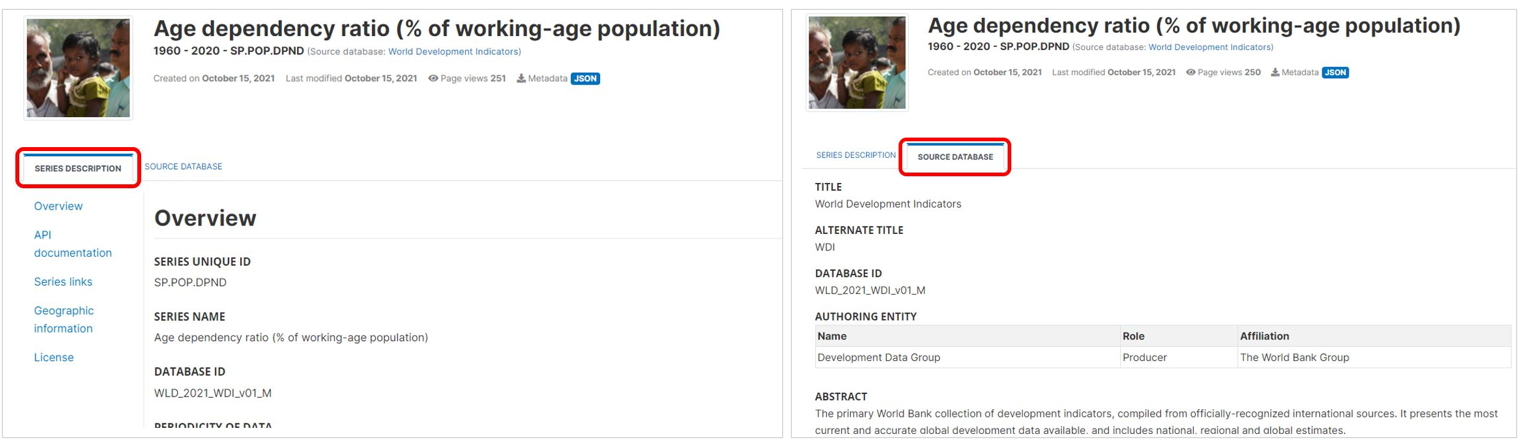 Age dependency ratio (% of working-age population)
1960 - 2020 - SP.POP.DPND (Source database: World Development Indicators)
Created on October 15, 2021 Last modified October 15, 2021 Page views 251 Metadata JSON
SERIES DESCRIPTION SOURCE DATABASE
Overview
API
documentation
Series links
Geographic
information
License
Overview
SERIES UNIQUE ID
SP.POP.DPND
SERIES NAME
Age dependency ratio (% of working-age population)
DATABASE ID
WLD_2021_WDI_v01_M
PERIODICITY OF DATA
Age dependency ratio (% of working-age population)
1960 - 2020 - SP.POP.DPND (Source database: World Development Indicators)
Created on October 15, 2021 Last modified October 15, 2021 Page views 250 Metadata JSON
SERIES DESCRIPTION SOURCE DATABASE
TITLE
World Development Indicators
ALTERNATE TITLE
WDI
DATABASE ID
WLD_2021_WDI_v01_M
AUTHORING ENTITY
Name Role Affiliation
Development Data Group Producer The World Bank Group
ABSTRACT
The primary World Bank collection of development indicators, compiled from officially-recognized international sources. It presents the most
current and accurate global development data available, and includes national, regional and global estimates.